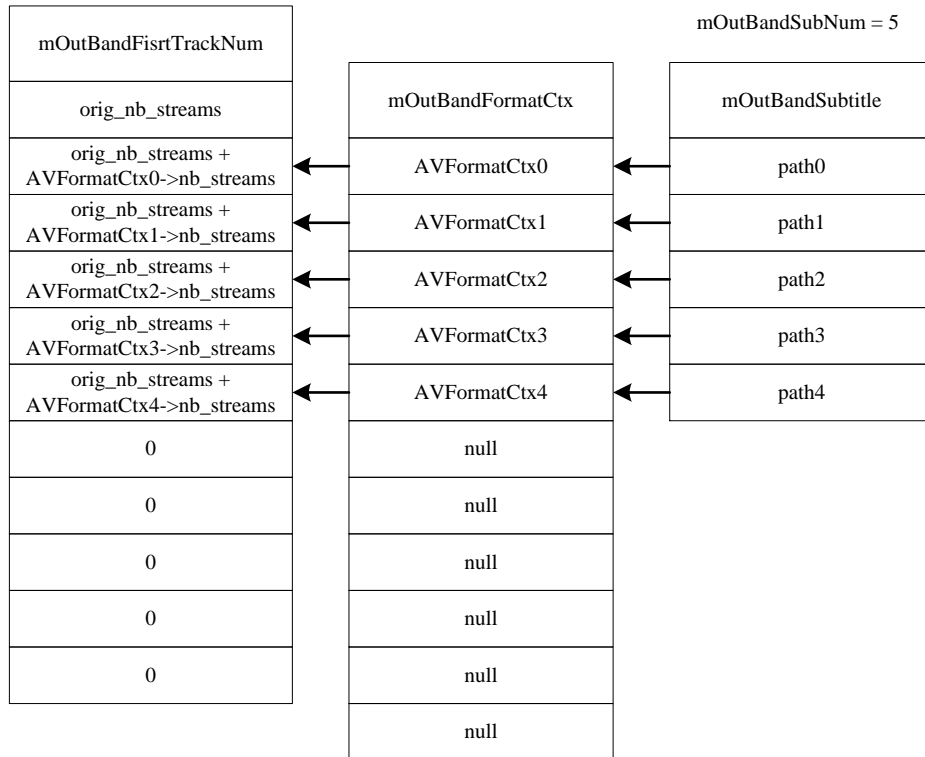 mOutBandSubNum = 5
mOutBandFisrtTrackNum
orig_nb_streams
orig_nb_streams +
AVFormatCtx0->nb_streams
orig_nb_streams +
AVFormatCtx1->nb_streams
orig_nb_streams +
AVFormatCtx2->nb_streams
orig_nb_streams +
AVFormatCtx3->nb_streams
orig_nb_streams +
AVFormatCtx4->nb_streams
0
0
0
0
0
mOutBandFormatCtx
AVFormatCtx0
AVFormatCtx1
AVFormatCtx2
AVFormatCtx3
AVFormatCtx4
null
null
null
null
null
null
mOutBandSubtitle
path0
path1
path2
path3
path4